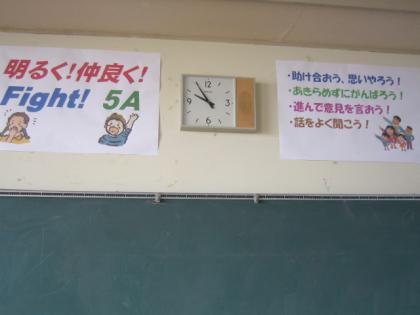 明るく！仲良く！
Fight! 5A
・助け合おう、思いやろう！
・あきらめずにがんばろう！
・進んで意見を言おう！
・話をよく聞こう！